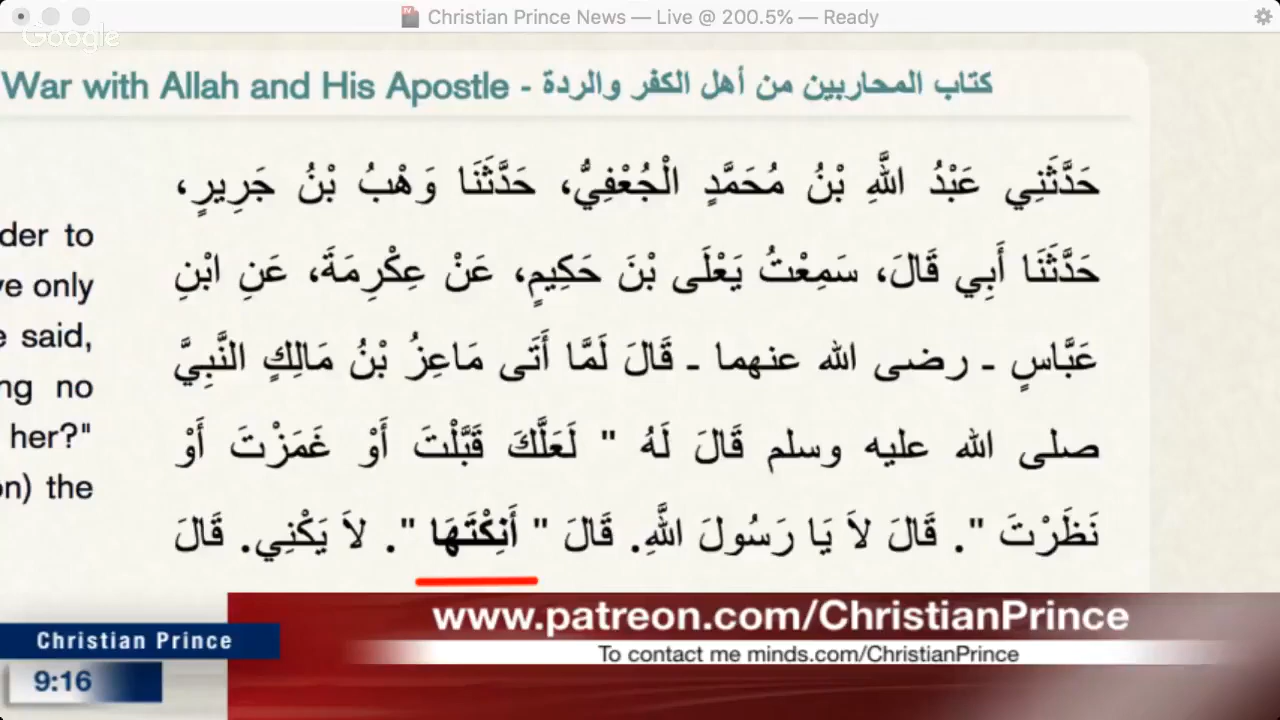 Christian Prince News — Live @ 200.5% — Ready
Google
War with Allah and His Apostle - كتاب المحاربين من أهل الكفر والردة
حَدَّثَنِي عَبْدُ اللَّهِ بْنُ مُحَمَّدٍ الْجُعْفِيُّ، حَدَّثَنَا وَهْبُ بْنُ جَرِيرٍ،
حَدَّثَنَا أَبِي قَالَ، سَمِعْتُ يَعْلَى بْنَ حَكِيمٍ، عَنْ عِكْرِمَةَ، عَنِ ابْنِ
عَبَّاسٍ ـ رضى الله عنهما ـ قَالَ لَمَّا أَتَى مَاعِزُ بْنُ مَالِكٍ النَّبِيَّ
صلى الله عليه وسلم قَالَ لَهُ " لَعَلَّكَ قَبَّلْتَ أَوْ غَمَزْتَ أَوْ
نَظَرْتَ ". قَالَ لاَ يَا رَسُولَ اللَّهِ. قَالَ " أَنِكْتَهَا ". لاَ يَكْنِي. قَالَ
der to
ve only
e said,
ng no
her?"
on) the
www.patreon.com/ChristianPrince
To contact me minds.com/ChristianPrince
Christian Prince
9:16